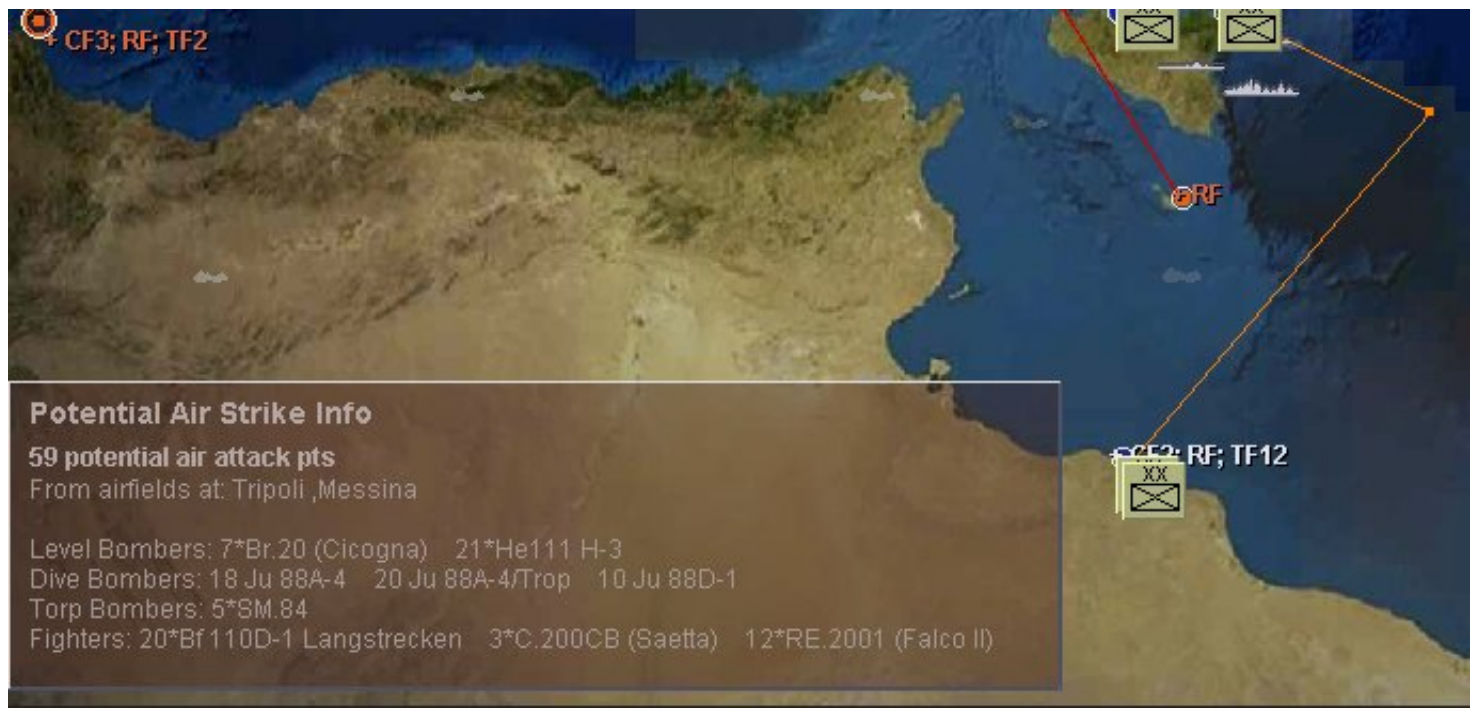 XX XX
+ CF3; RF; TF2
RF
Potential Air Strike Info
59 potential air attack pts
From airfields at: Tripoli ,Messina
CF2; RF; TF12
XX
Level Bombers: 7*Br.20 (Cicogna) 21*He111 H-3
Dive Bombers: 18 Ju 88A-4 20 Ju 88A-4/Trop 10 Ju 88D-1
Torp Bombers: 5*SM.84
Fighters: 20*Bf 110D-1 Langstrecken 3*C.200CB (Saetta) 12*RE.2001 (Falco II)